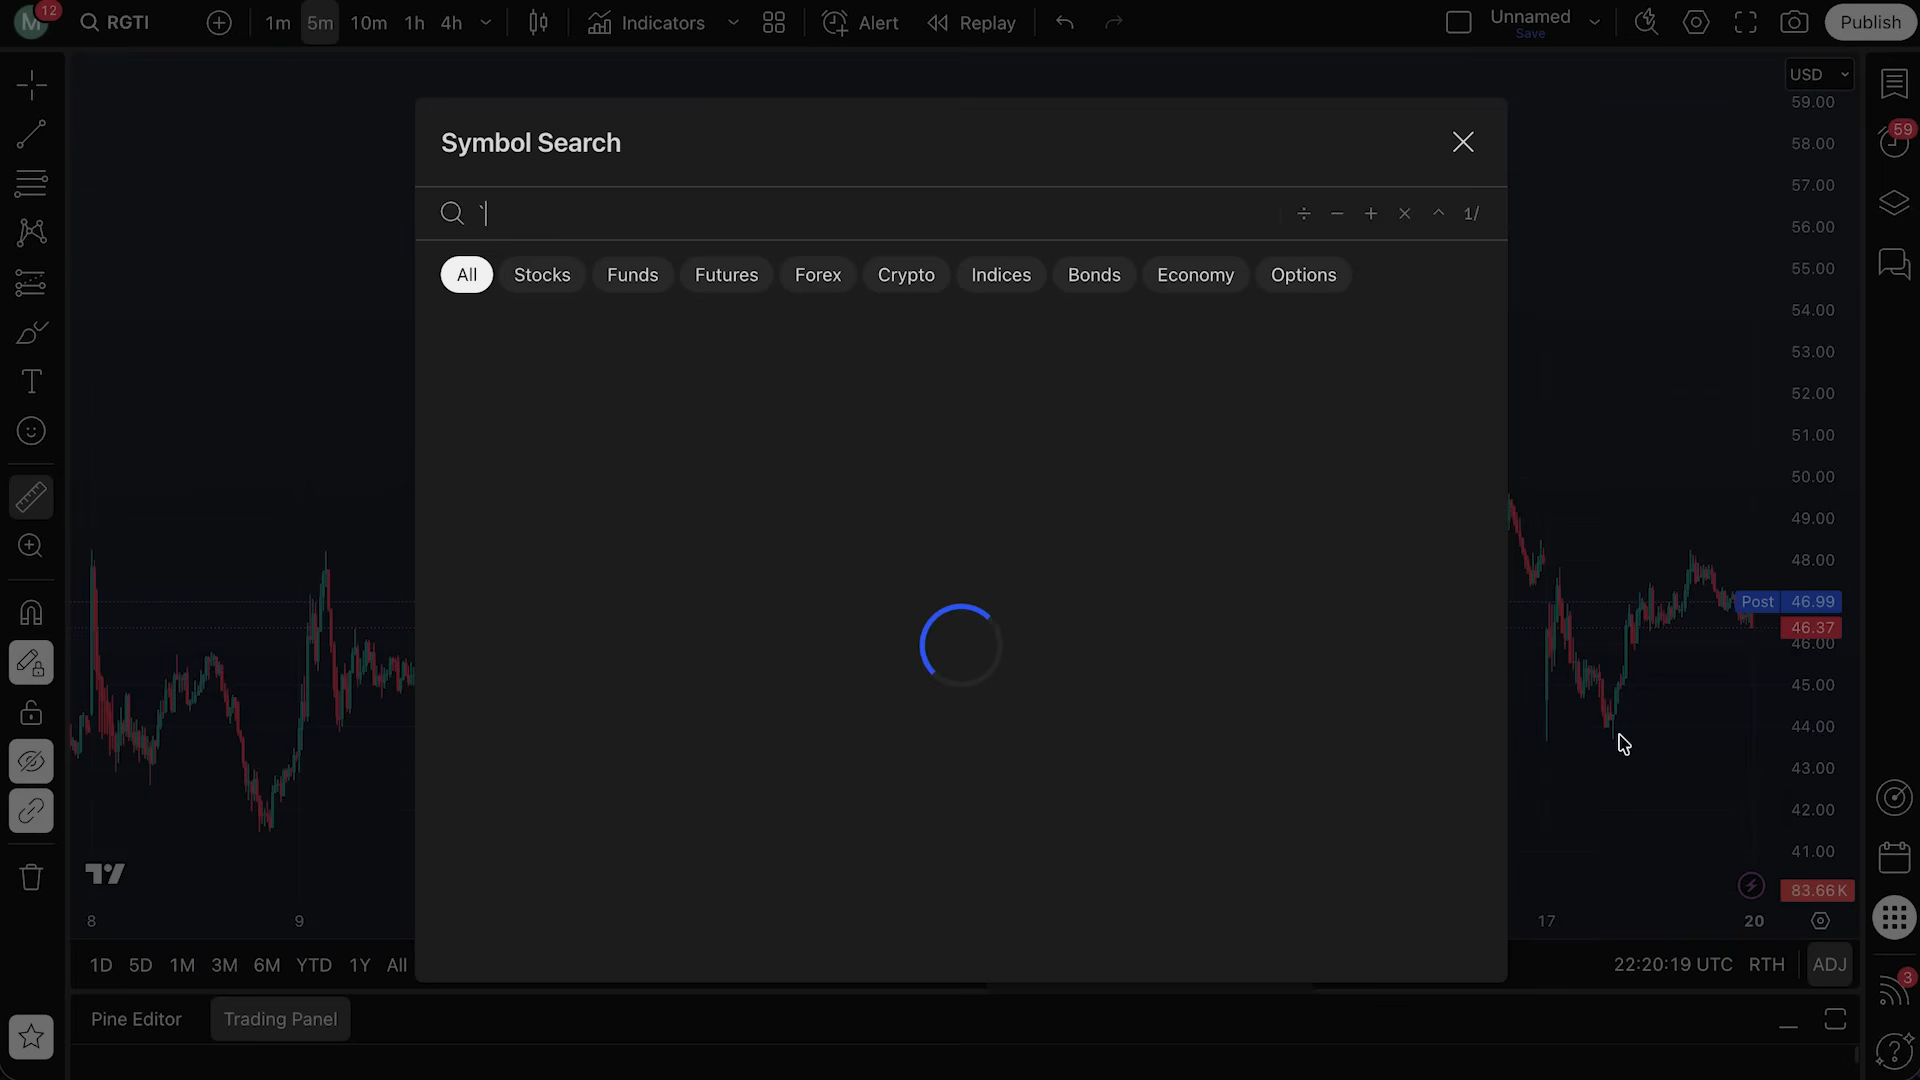 M 12 RGTI 1m 5m 10m 1h 4h Indicators Alert Replay Unnamed Save Publish
USD
59.00
59
58.00
57.00
56.00
55.00
54.00
53.00
52.00
51.00
50.00
49.00
48.00
Post 46.99
46.37
46.00
45.00
44.00
43.00
42.00
41.00
83.66 K
Symbol Search
` ÷ − + × ^ 1/
All Stocks Funds Futures Forex Crypto Indices Bonds Economy Options
8 9 17 20
1D 5D 1M 3M 6M YTD 1Y All 22:20:19 UTC RTH ADJ
3
Pine Editor Trading Panel